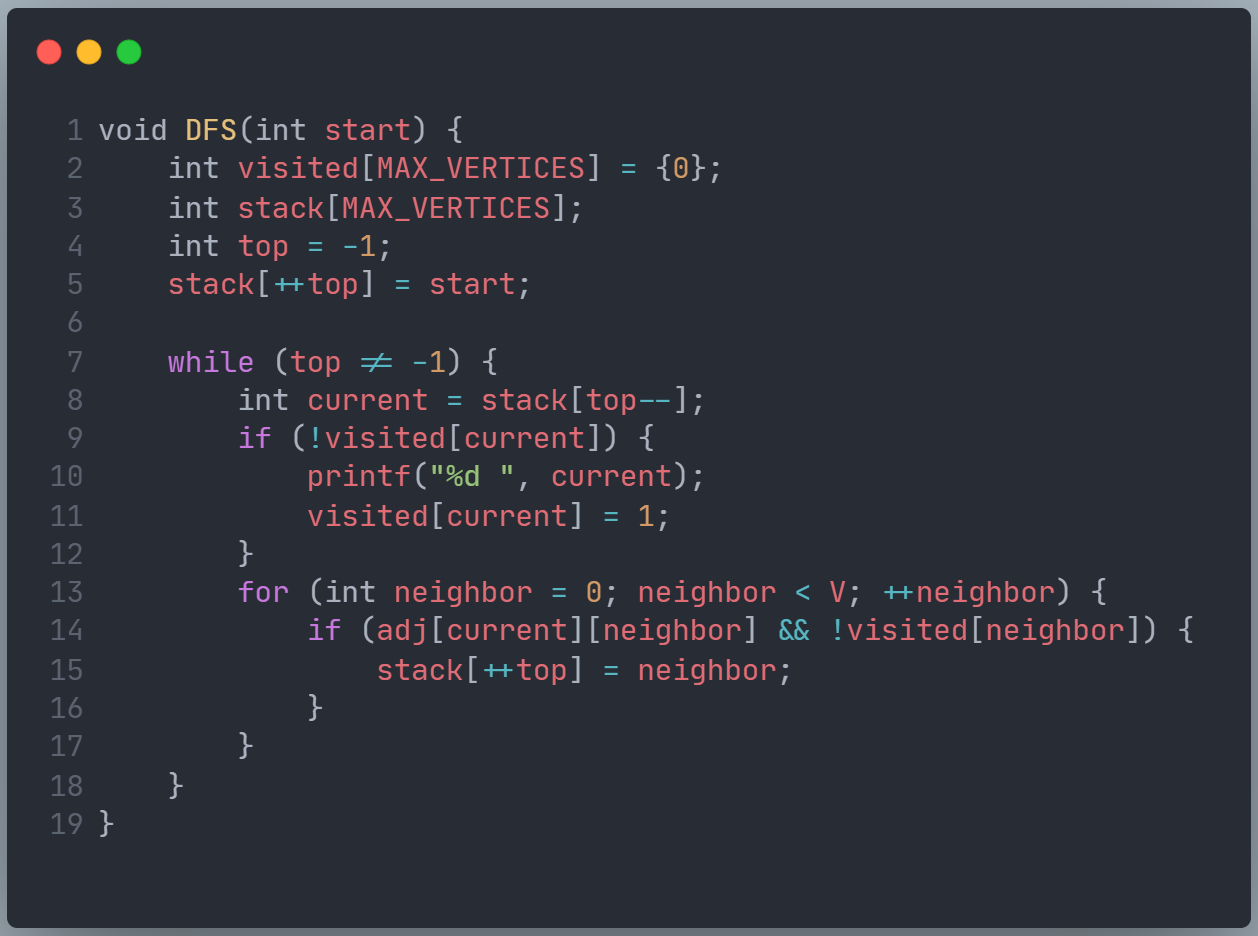 1 void DFS(int start) {
2     int visited[MAX_VERTICES] = {0};
3     int stack[MAX_VERTICES];
4     int top = -1;
5     stack[++top] = start;
6
7     while (top != -1) {
8         int current = stack[top--];
9         if (!visited[current]) {
10             printf("%d ", current);
11             visited[current] = 1;
12         }
13         for (int neighbor = 0; neighbor < V; ++neighbor) {
14             if (adj[current][neighbor] && !visited[neighbor]) {
15                 stack[++top] = neighbor;
16             }
17         }
18     }
19 }